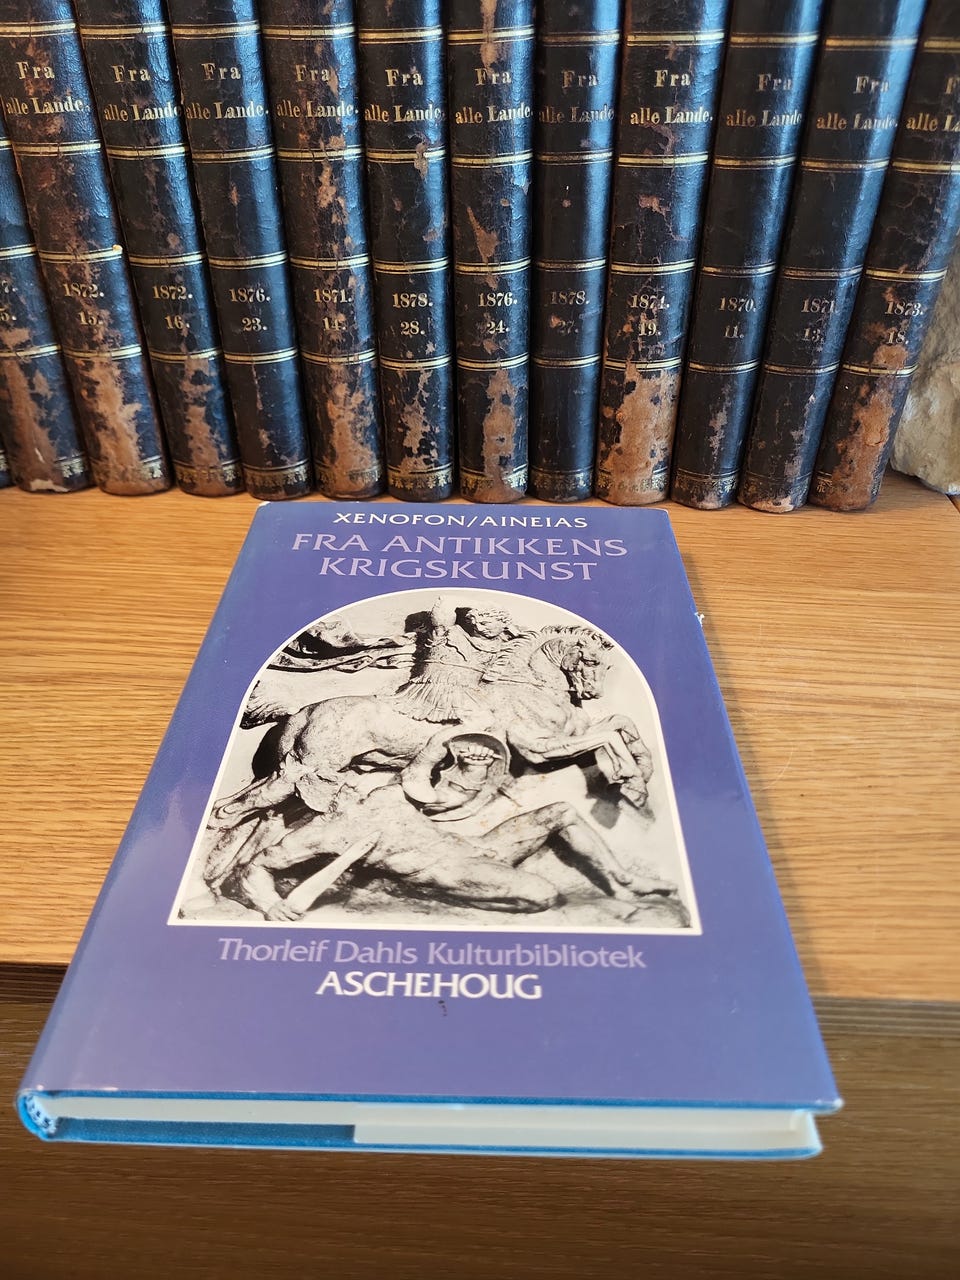 Fra
alle Lande.
1872.
15.
Fra
alle Lande
1872.
16.
Fra
alle Lande.
1876.
23.
Fra
alle Lande.
1871.
14.
Fra
alle Lande.
1878.
28.
Fra
alle Lande.
1876.
24.
Fra
alle Lande
1878.
27.
Fra
alle Lande.
1874.
19.
Fra
alle Lande
1870.
11.
Fra
alle Lande.
1871
13.
alle
1873.
18.
XENOFON/AINEIAS
FRA ANTIKKENS
KRIGSKUNST
Thorleif Dahls Kulturbibliotek
ASCHEHOUG